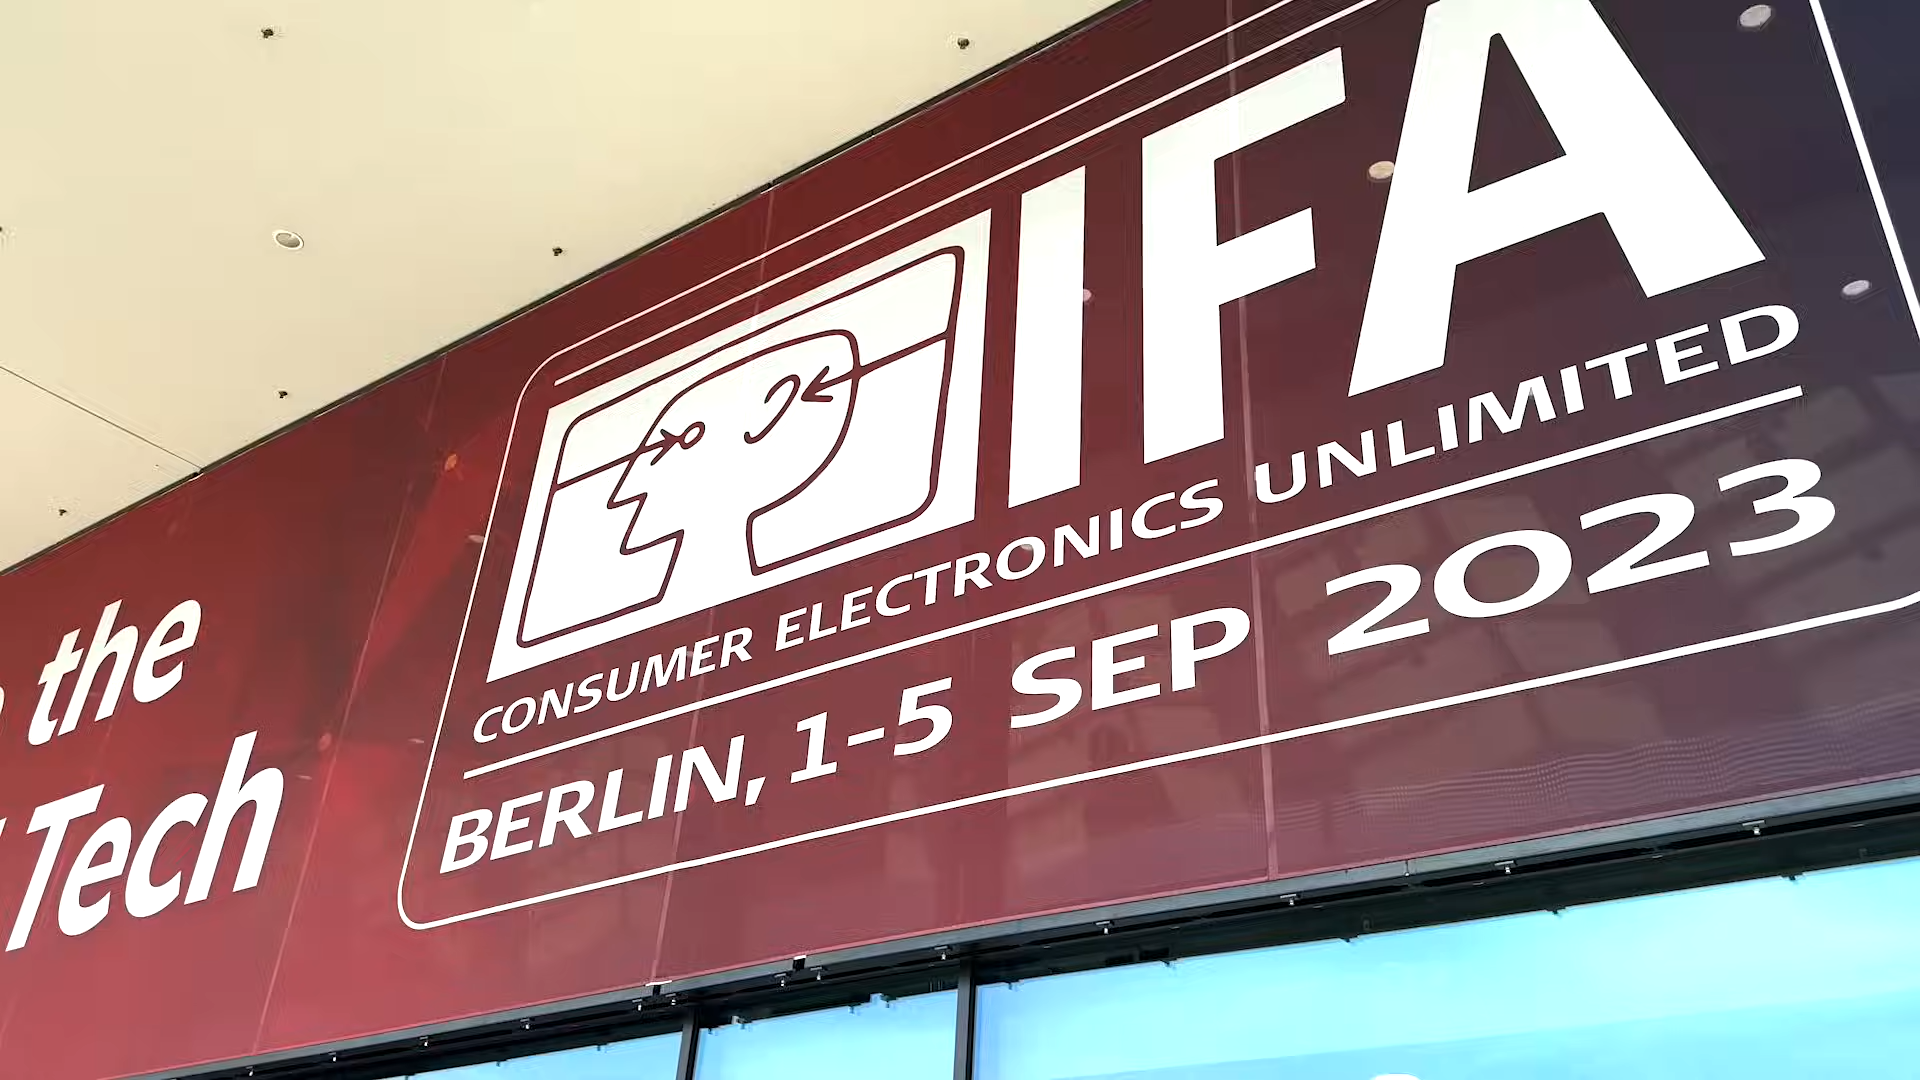 the
Tech
IFA
CONSUMER ELECTRONICS UNLIMITED
BERLIN, 1-5 SEP 2023